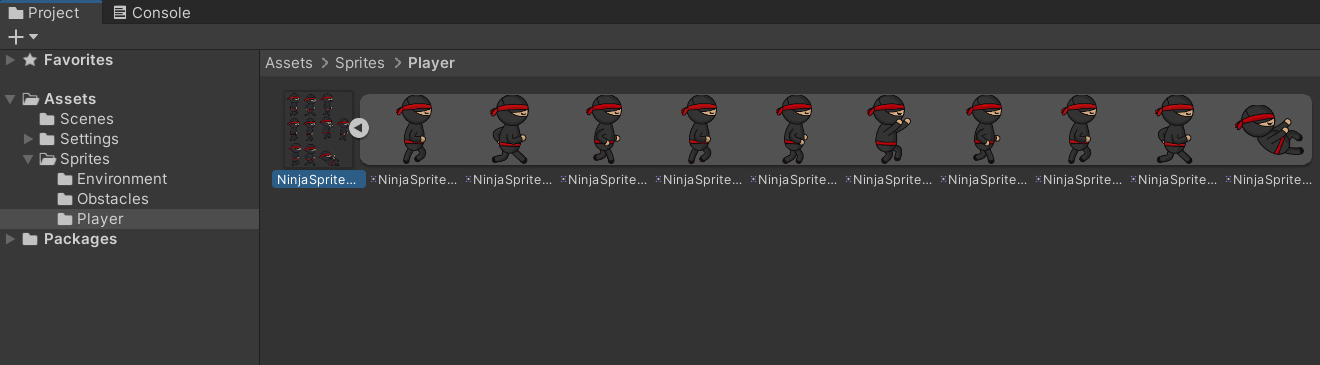 Project Console
Favorites
Assets
Scenes
Settings
Sprites
Environment
Obstacles
Player
Packages
Assets > Sprites > Player
NinjaSprite... NinjaSprite... NinjaSprite... NinjaSprite... NinjaSprite... NinjaSprite... NinjaSprite... NinjaSprite... NinjaSprite... NinjaSprite... NinjaSprite...